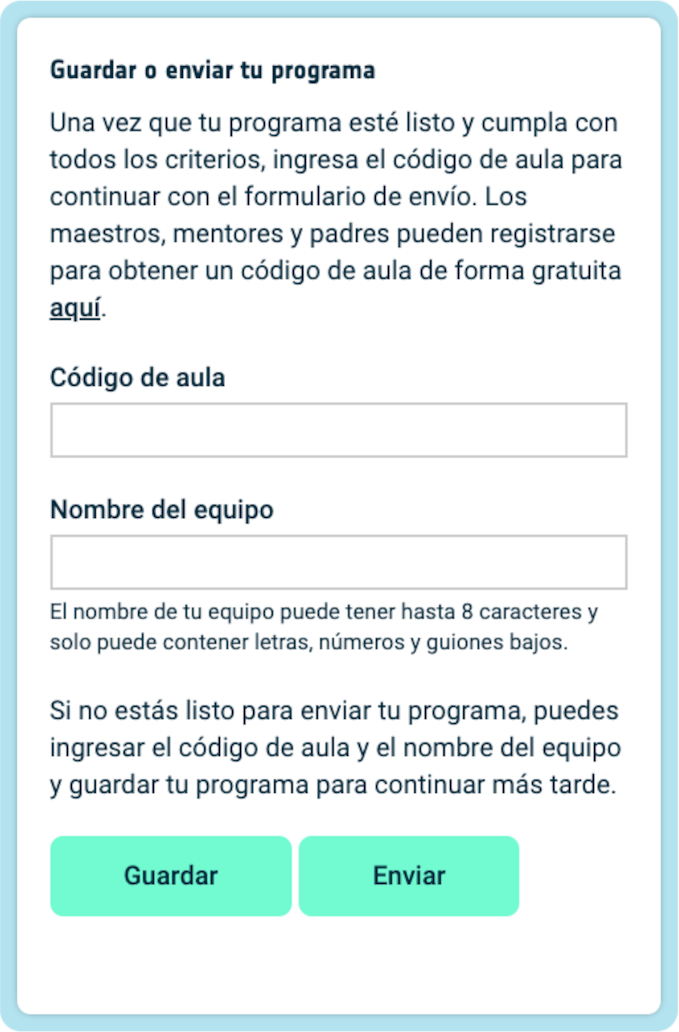 Guardar o enviar tu programa
Una vez que tu programa esté listo y cumpla con
todos los criterios, ingresa el código de aula para
continuar con el formulario de envío. Los
maestros, mentores y padres pueden registrarse
para obtener un código de aula de forma gratuita
aquí.
Código de aula
Nombre del equipo
El nombre de tu equipo puede tener hasta 8 caracteres y
solo puede contener letras, números y guiones bajos.
Si no estás listo para enviar tu programa, puedes
ingresar el código de aula y el nombre del equipo
y guardar tu programa para continuar más tarde.
Guardar Enviar